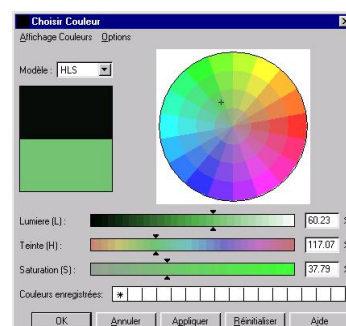 Choisir Couleur
Affichage Couleurs Options
Modèle : HLS
Lumiere (L) : 60.23 %
Teinte (H) : 117.07 °
Saturation (S) : 37.79 %
Couleurs enregistrées: *
OK Annuler Appliquer Réinitialiser Aide